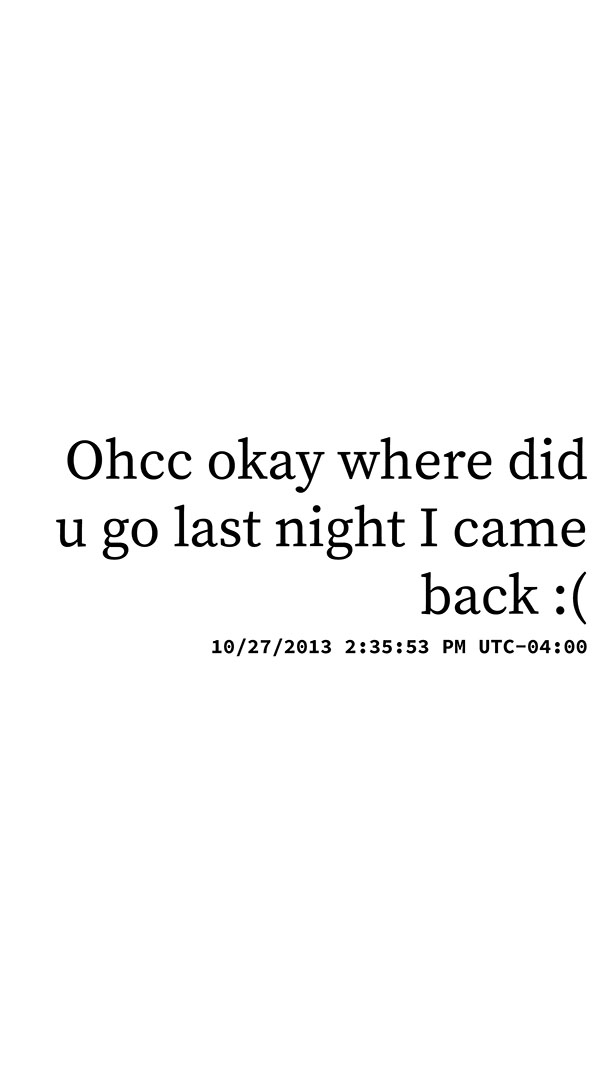 Ohcc okay where did
u go last night I came
back :(
10/27/2013 2:35:53 PM UTC-04:00